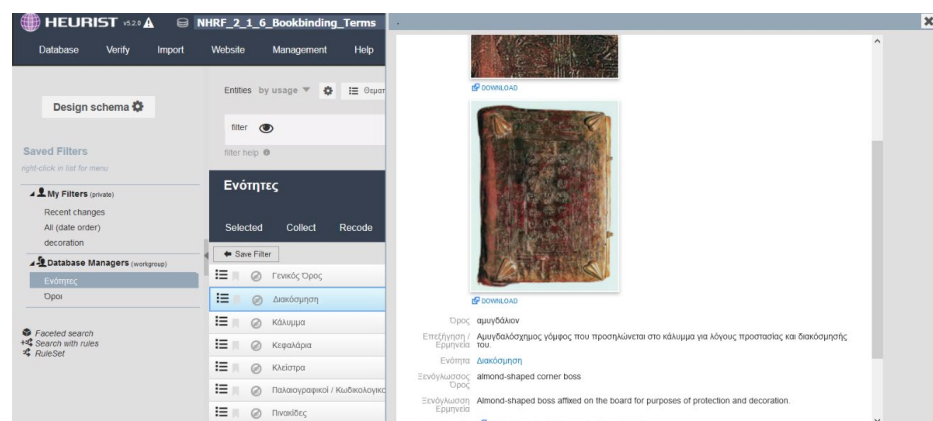 HEURIST v5.2.0
NHRF_2_1_6_Bookbinding_Terms
Database Verify Import Website Management Help
Design schema
Saved Filters
right-click in list for menu
My Filters (private)
Recent changes
All (date order)
decoration
Database Managers (workgroup)
Ενότητες
Όροι
Faceted search
Search with rules
RuleSet
Entities by usage
filter
filter help
Ενότητες
Selected Collect Recode
Save Filter
Γενικός Όρος
Διακόσμηση
Κάλυμμα
Κεφαλάρια
Κλείστρα
Παλαιογραφικοί / Κωδικολογικο
Πινακίδες
DOWNLOAD
DOWNLOAD
Όρος αμυγδάλιον
Επεξήγηση / Ερμηνεία Αμυγδαλόσχημος γόμφος που προσηλώνεται στο κάλυμμα για λόγους προστασίας και διακόσμησής
του.
Ενότητα Διακόσμηση
Ξενόγλωσσος Όρος almond-shaped corner boss
Ξενόγλωσση Ερμηνεία Almond-shaped boss affixed on the board for purposes of protection and decoration.